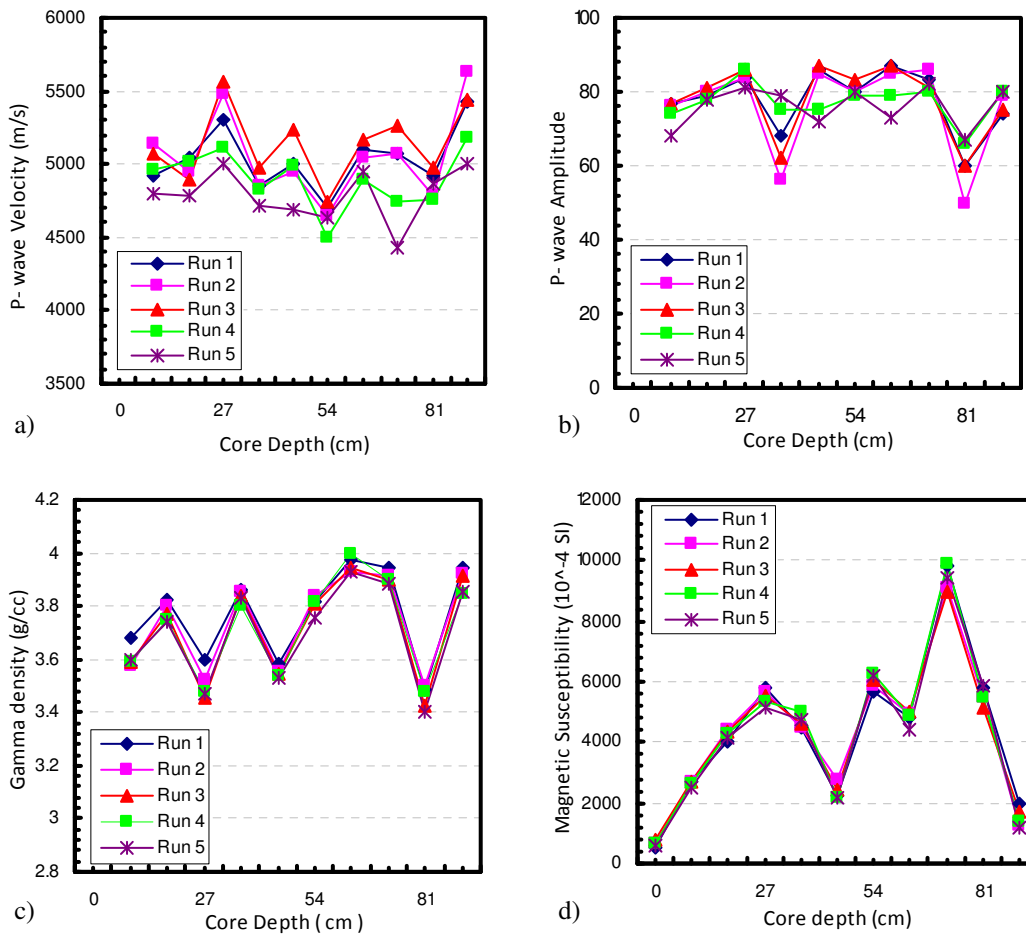 6000
5500
5000
4500
4000
3500
P- wave Velocity (m/s)
Run 1
Run 2
Run 3
Run 4
Run 5
0 27 54 81
Core Depth (cm)
a)
100
80
60
40
20
0
P- wave Amplitude
Run 1
Run 2
Run 3
Run 4
Run 5
0 27 54 81
Core Depth (cm)
b)
4.2
4
3.8
3.6
3.4
3.2
3
2.8
Gamma density (g/cc)
Run 1
Run 2
Run 3
Run 4
Run 5
0 27 54 81
Core Depth ( cm )
c)
12000
10000
8000
6000
4000
2000
0
Magnetic Susceptibility (10^-4 SI)
Run 1
Run 2
Run 3
Run 4
Run 5
0 27 54 81
Core depth (cm)
d)